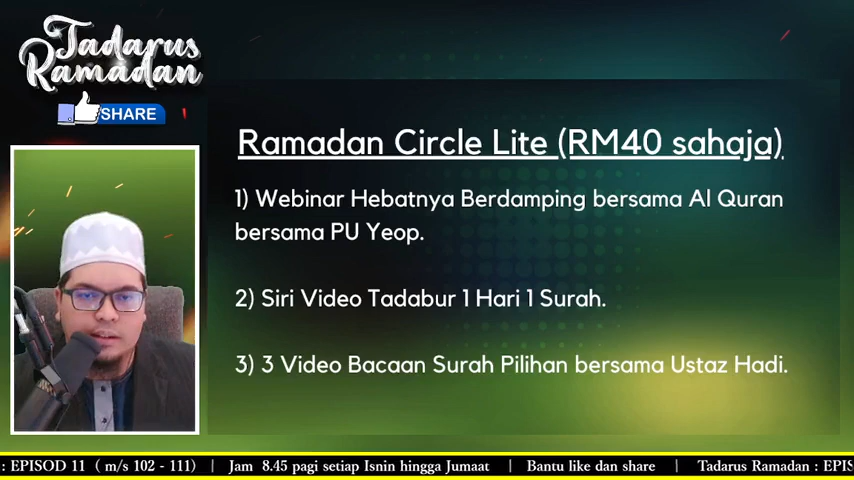 Tadarus
Ramadan
SHARE
Ramadan Circle Lite (RM40 sahaja)
1) Webinar Hebatnya Berdamping bersama Al Quran
bersama PU Yeop.
2) Siri Video Tadabur 1 Hari 1 Surah.
3) 3 Video Bacaan Surah Pilihan bersama Ustaz Hadi.
: EPISOD 11 ( m/s 102 - 111) | Jam 8.45 pagi setiap Isnin hingga Jumaat | Bantu like dan share | Tadarus Ramadan : EPIS